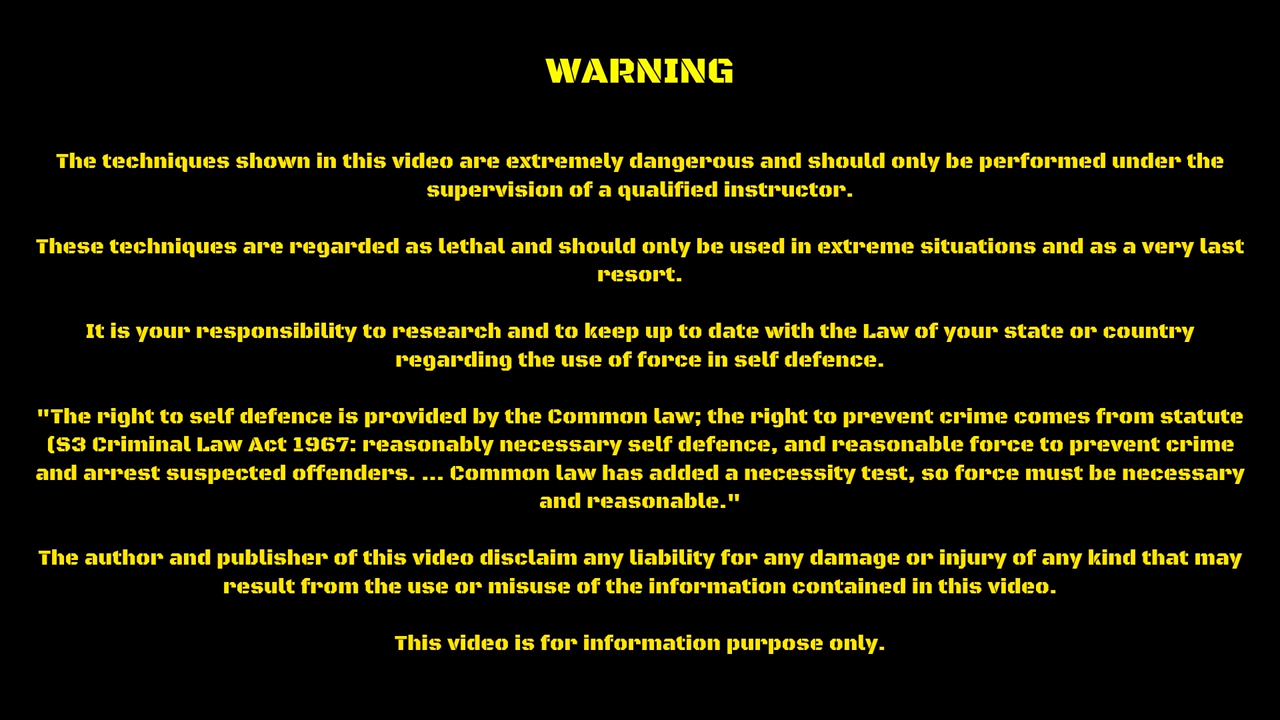 WARNING
The techniques shown in this video are extremely dangerous and should only be performed under the
supervision of a qualified instructor.
These techniques are regarded as lethal and should only be used in extreme situations and as a very last
resort.
It is your responsibility to research and to keep up to date with the Law of your state or country
regarding the use of force in self defence.
"The right to self defence is provided by the Common law; the right to prevent crime comes from statute
(S3 Criminal Law Act 1967: reasonably necessary self defence, and reasonable force to prevent crime
and arrest suspected offenders. ... Common law has added a necessity test, so force must be necessary
and reasonable."
The author and publisher of this video disclaim any liability for any damage or injury of any kind that may
result from the use or misuse of the information contained in this video.
This video is for information purpose only.